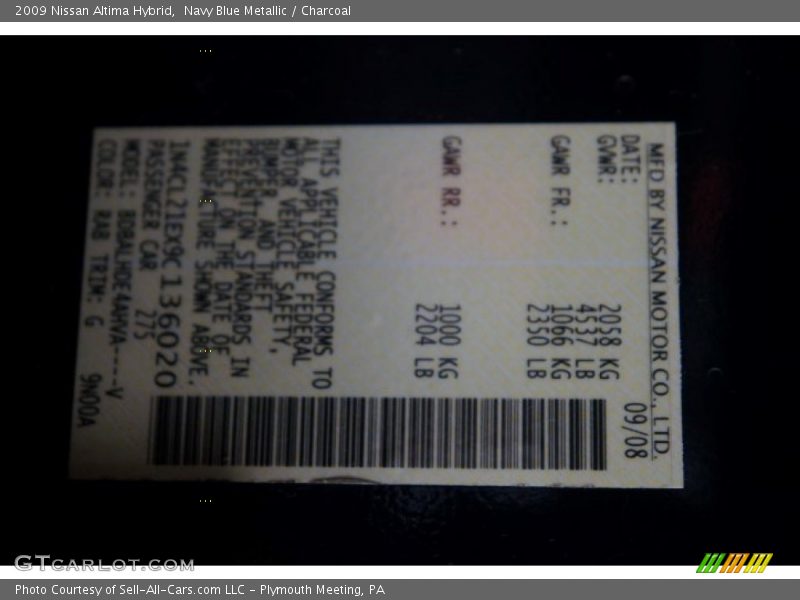 2009 Nissan Altima Hybrid, Navy Blue Metallic / Charcoal
MFD BY NISSAN MOTOR CO., LTD.
DATE: 09/08
GVWR: 2058 KG
4537 LB
GAWR FR.: 1066 KG
2350 LB
GAWR RR.: 1000 KG
2204 LB
THIS VEHICLE CONFORMS TO
ALL APPLICABLE FEDERAL
MOTOR VEHICLE SAFETY,
BUMPER AND THEFT
PREVENTION STANDARDS IN
EFFECT ON THE DATE OF
MANUFACTURE SHOWN ABOVE.
1N4CL21EX9C136020
PASSENGER CAR 275
MODEL: BDRALHDE4AHVA----V
COLOR: RAB TRIM: G 9N00A
GTCARLOT.COM
Photo Courtesy of Sell-All-Cars.com LLC - Plymouth Meeting, PA